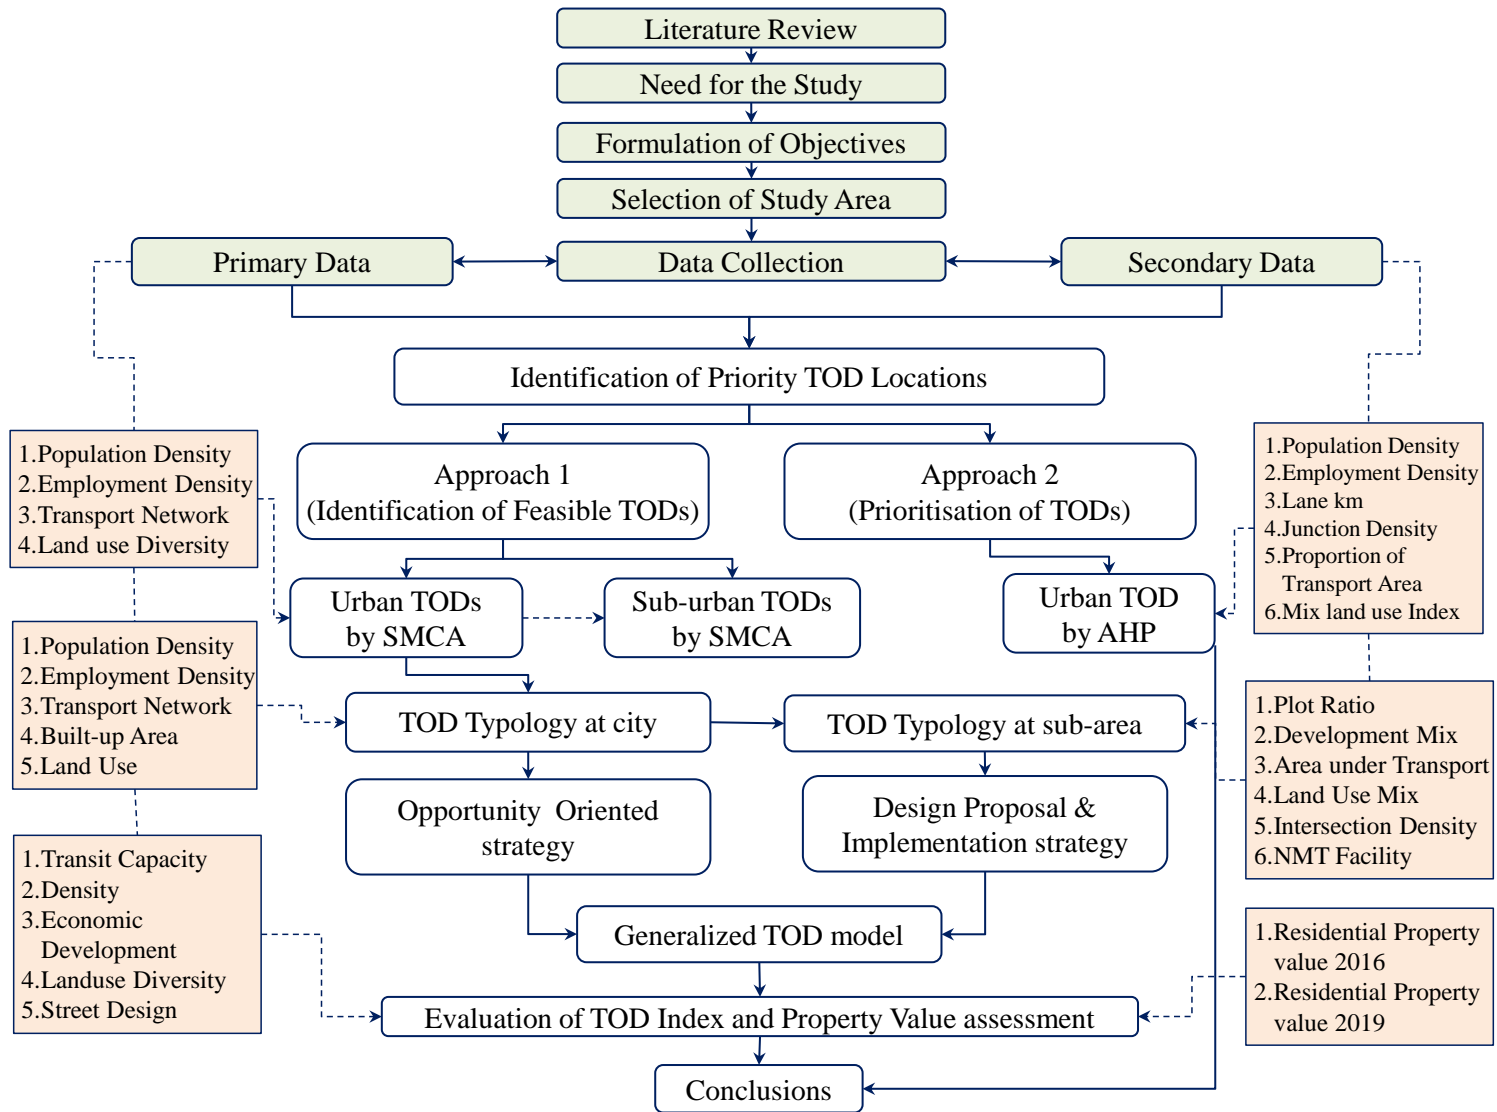 Literature Review
Need for the Study
Formulation of Objectives
Selection of Study Area
Primary Data
Data Collection
Secondary Data
Identification of Priority TOD Locations
1.Population Density
2.Employment Density
3.Transport Network
4.Land use Diversity
Approach 1
(Identification of Feasible TODs)
Approach 2
(Prioritisation of TODs)
1.Population Density
2.Employment Density
3.Lane km
4.Junction Density
5.Proportion of
Transport Area
6.Mix land use Index
Urban TODs
by SMCA
Sub-urban TODs
by SMCA
Urban TOD
by AHP
1.Population Density
2.Employment Density
3.Transport Network
4.Built-up Area
5.Land Use
TOD Typology at city
TOD Typology at sub-area
1.Plot Ratio
2.Development Mix
3.Area under Transport
4.Land Use Mix
5.Intersection Density
6.NMT Facility
Opportunity Oriented
strategy
Design Proposal &
Implementation strategy
1.Transit Capacity
2.Density
3.Economic
Development
4.Landuse Diversity
5.Street Design
Generalized TOD model
1.Residential Property
value 2016
2.Residential Property
value 2019
Evaluation of TOD Index and Property Value assessment
Conclusions